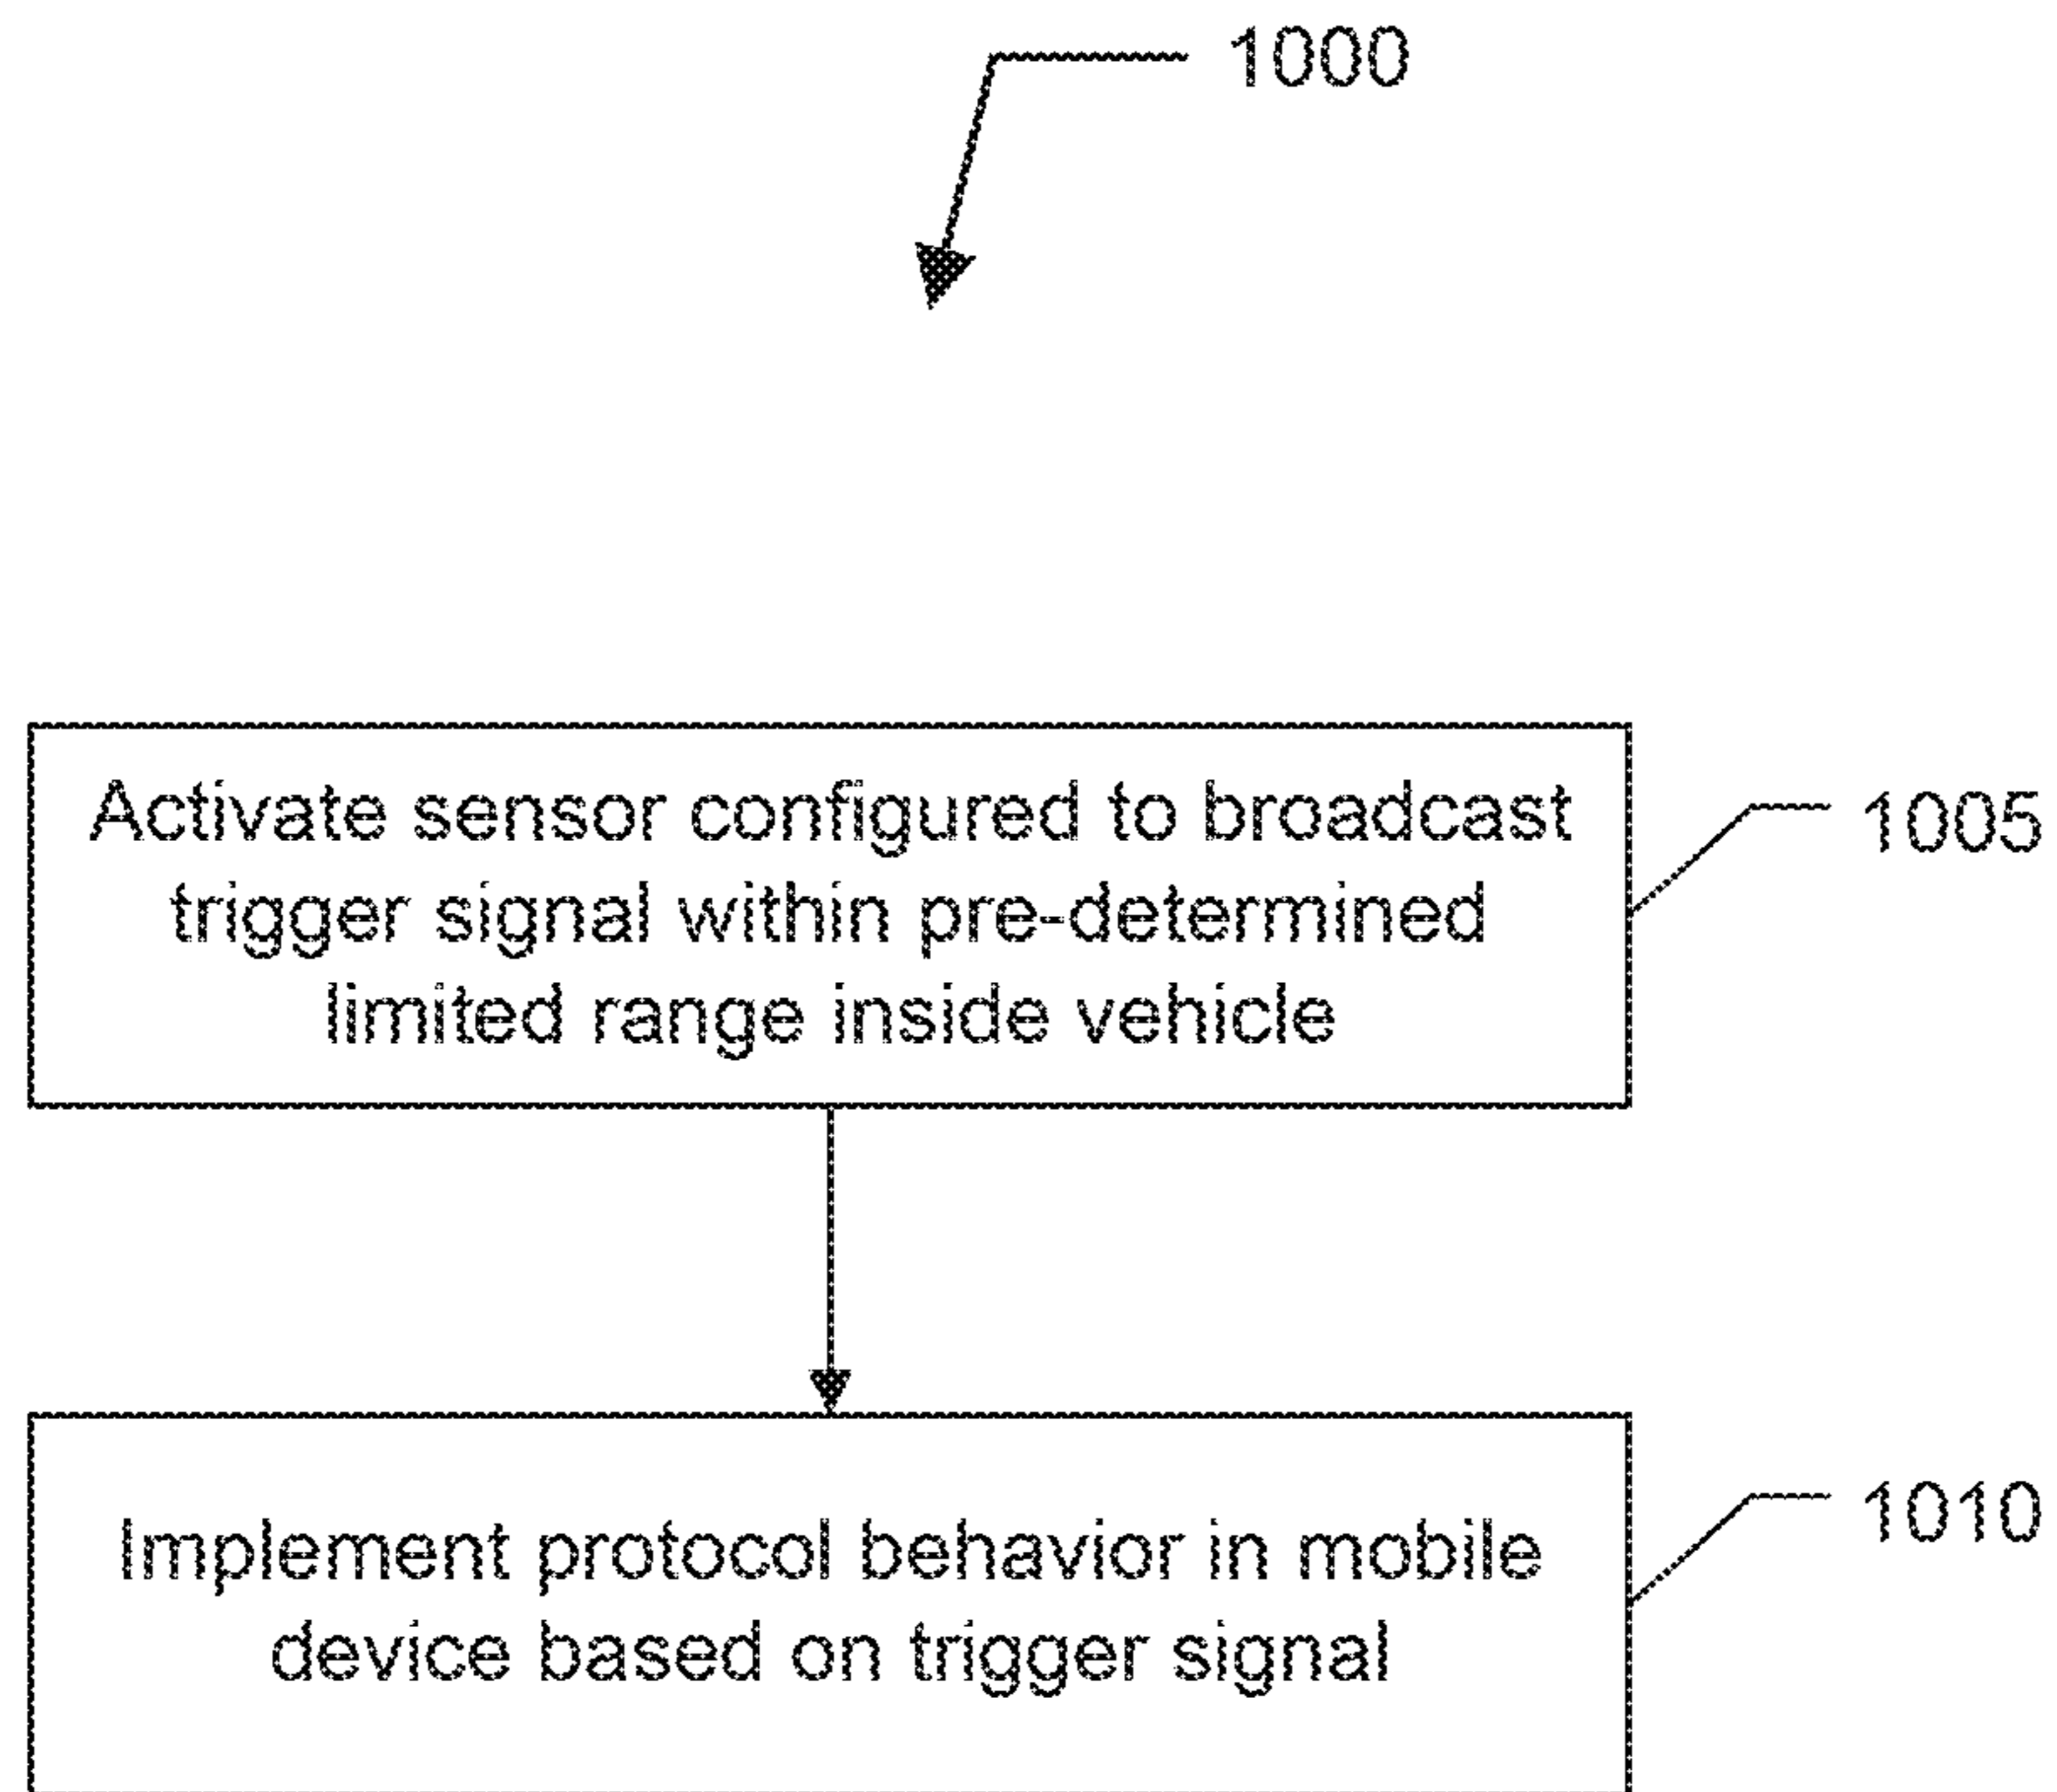 1000
Activate sensor configured to broadcast
trigger signal within pre-determined
limited range inside vehicle
1005
Implement protocol behavior in mobile
device based on trigger signal
1010